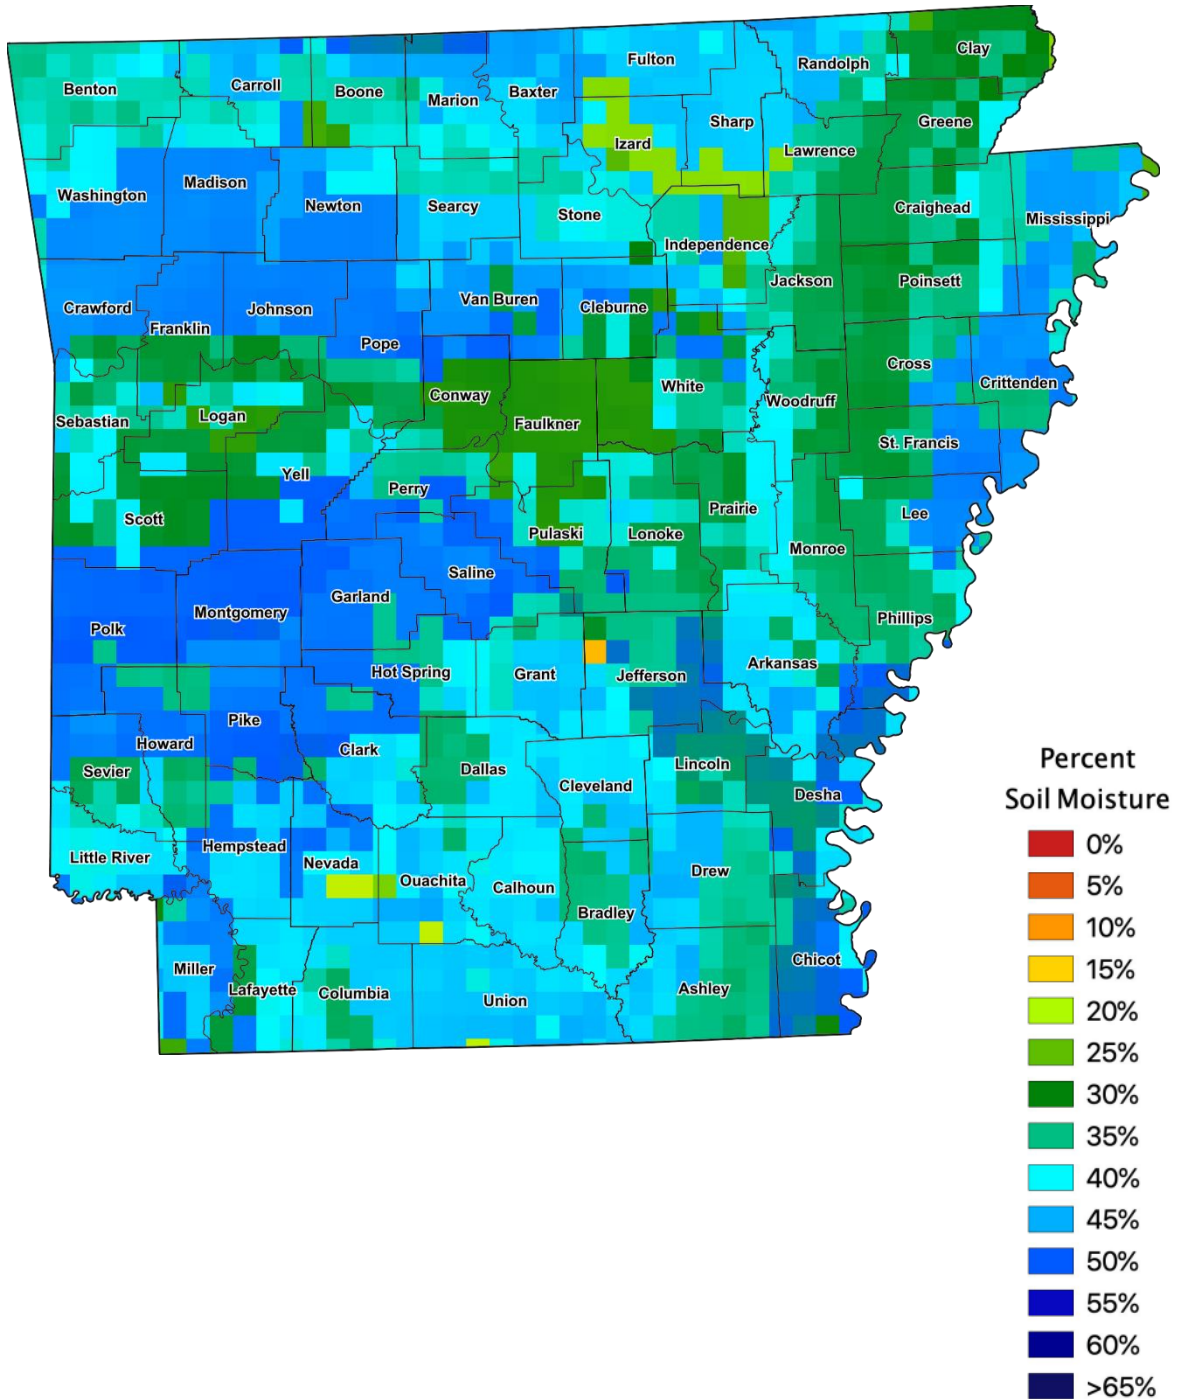 Clay
Fulton
Randolph
Benton
Carroll
Boone
Marion
Baxter
Sharp
Greene
Izard
Lawrence
Washington
Madison
Newton
Searcy
Stone
Craighead
Mississippi
Independence
Crawford
Johnson
Van Buren
Cleburne
Jackson
Poinsett
Franklin
Pope
Cross
Crittenden
Conway
White
Woodruff
Sebastian
Logan
Faulkner
St. Francis
Yell
Perry
Scott
Pulaski
Lonoke
Prairie
Lee
Monroe
Saline
Garland
Montgomery
Polk
Phillips
Hot Spring
Grant
Jefferson
Arkansas
Pike
Howard
Clark
Sevier
Dallas
Cleveland
Lincoln
Desha
Little River
Hempstead
Nevada
Ouachita
Calhoun
Drew
Bradley
Miller
Lafayette
Columbia
Union
Ashley
Chicot
Percent
Soil Moisture
0%
5%
10%
15%
20%
25%
30%
35%
40%
45%
50%
55%
60%
>65%